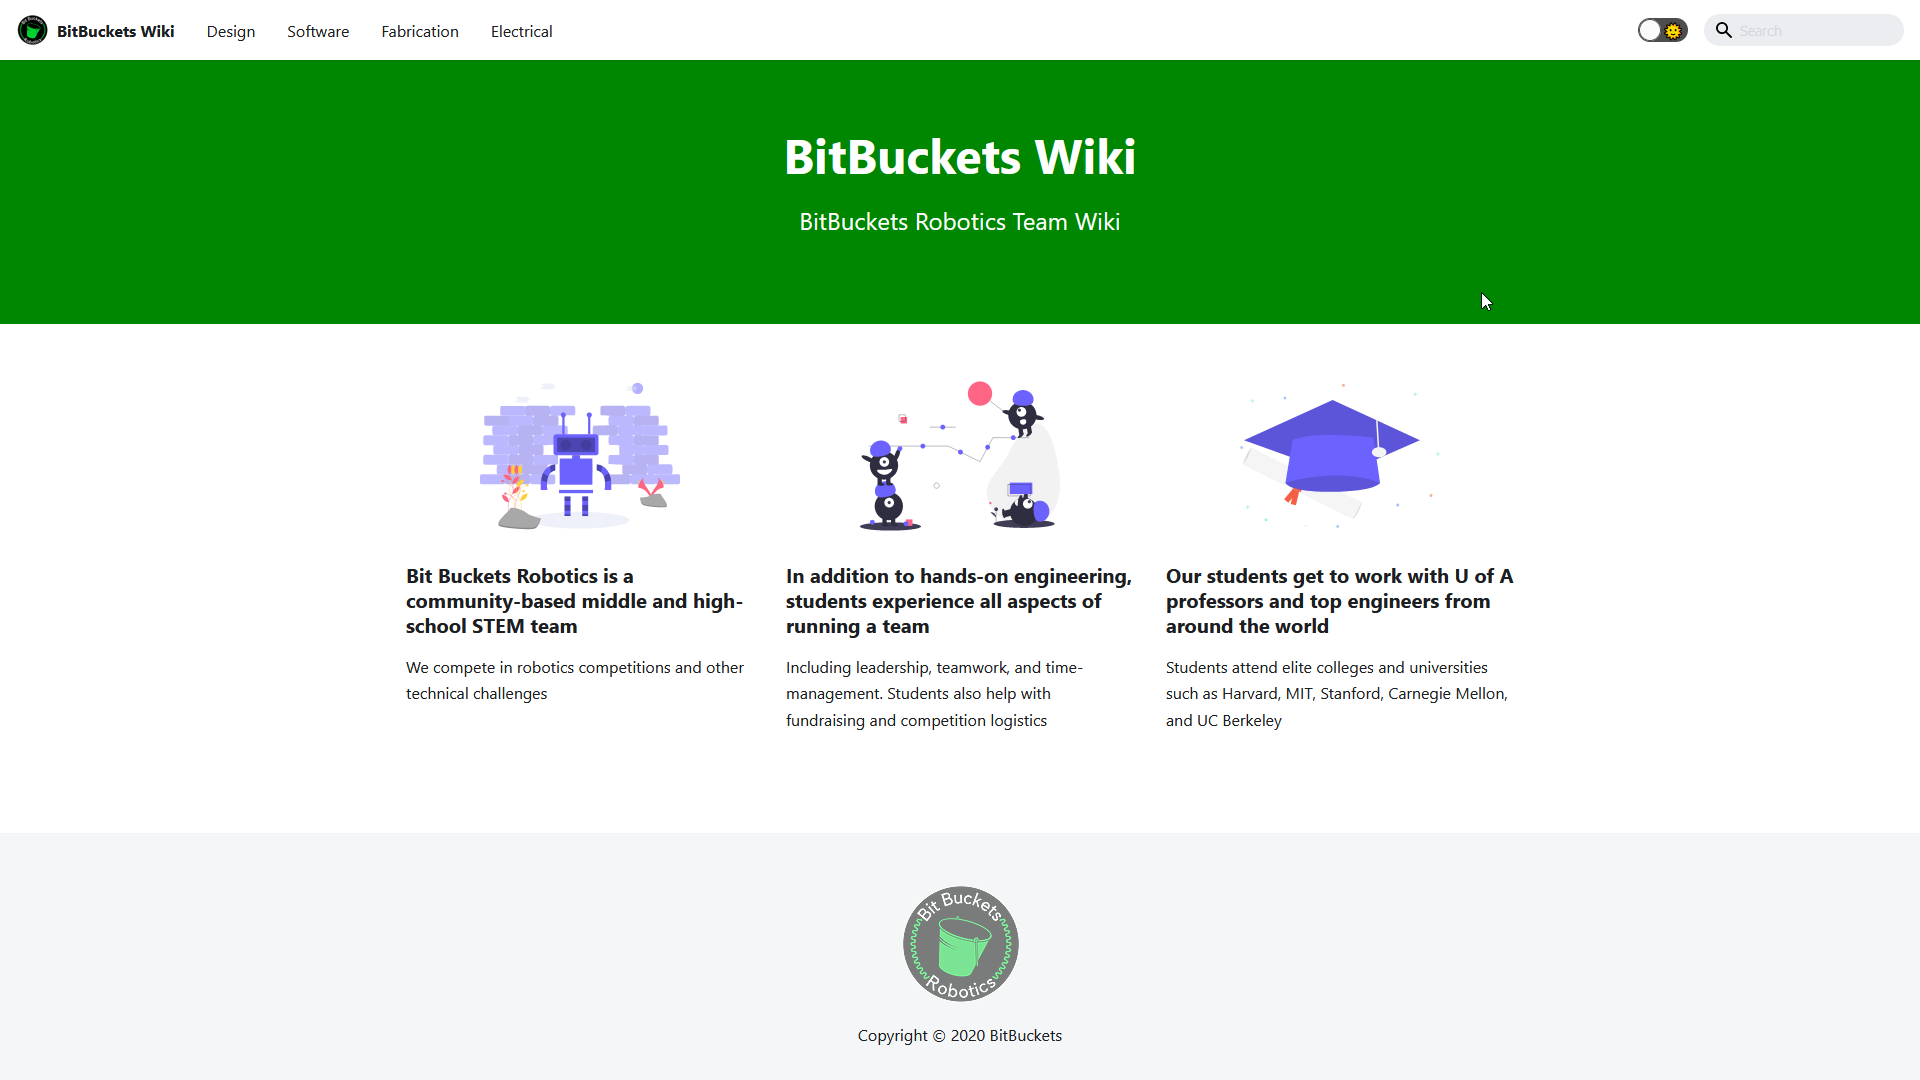 BitBuckets Wiki Design Software Fabrication Electrical Search
BitBuckets Wiki
BitBuckets Robotics Team Wiki
Bit Buckets Robotics is a
community-based middle and high-
school STEM team
We compete in robotics competitions and other
technical challenges
In addition to hands-on engineering,
students experience all aspects of
running a team
Including leadership, teamwork, and time-
management. Students also help with
fundraising and competition logistics
Our students get to work with U of A
professors and top engineers from
around the world
Students attend elite colleges and universities
such as Harvard, MIT, Stanford, Carnegie Mellon,
and UC Berkeley
Bit Buckets
Robotics
Copyright © 2020 BitBuckets